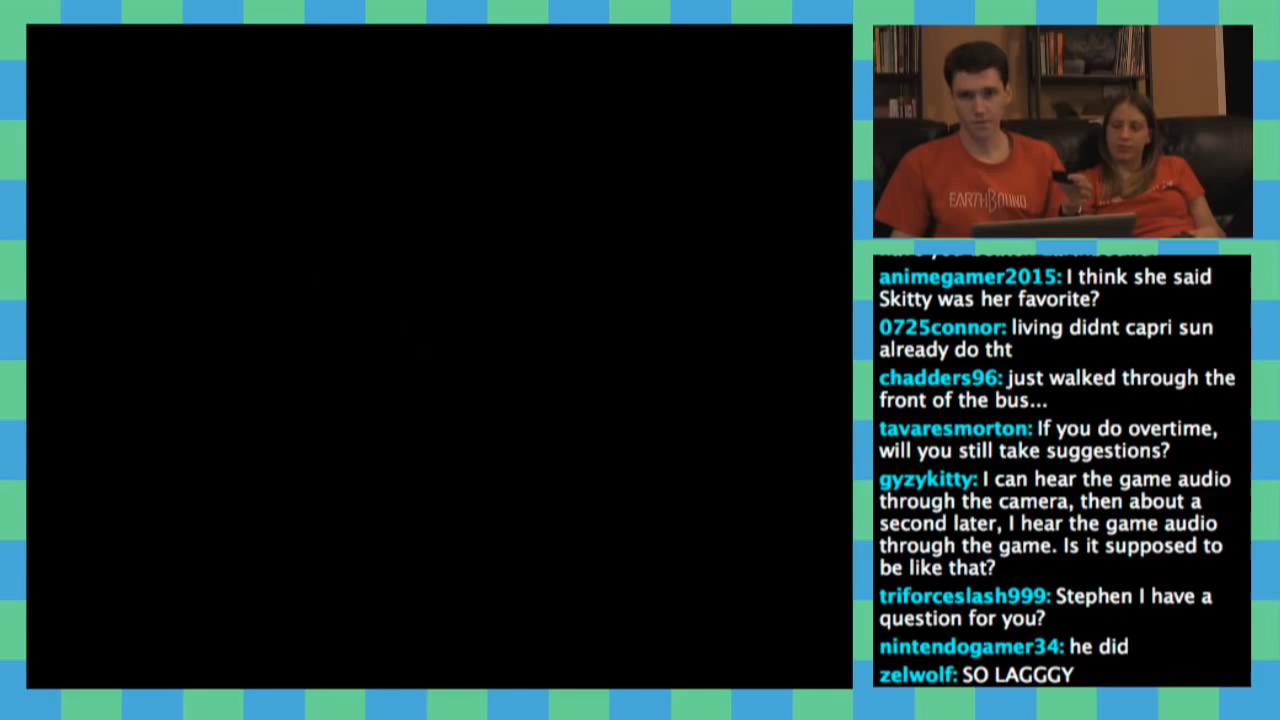 EARTHBOUND
animegamer2015: I think she said
Skitty was her favorite?
0725connor: living didnt capri sun
already do tht
chadders96: just walked through the
front of the bus...
tavaresmorton: If you do overtime,
will you still take suggestions?
gyzykitty: I can hear the game audio
through the camera, then about a
second later, I hear the game audio
through the game. Is it supposed to
be like that?
triforceslash999: Stephen I have a
question for you?
nintendogamer34: he did
zelwolf: SO LAGGGY